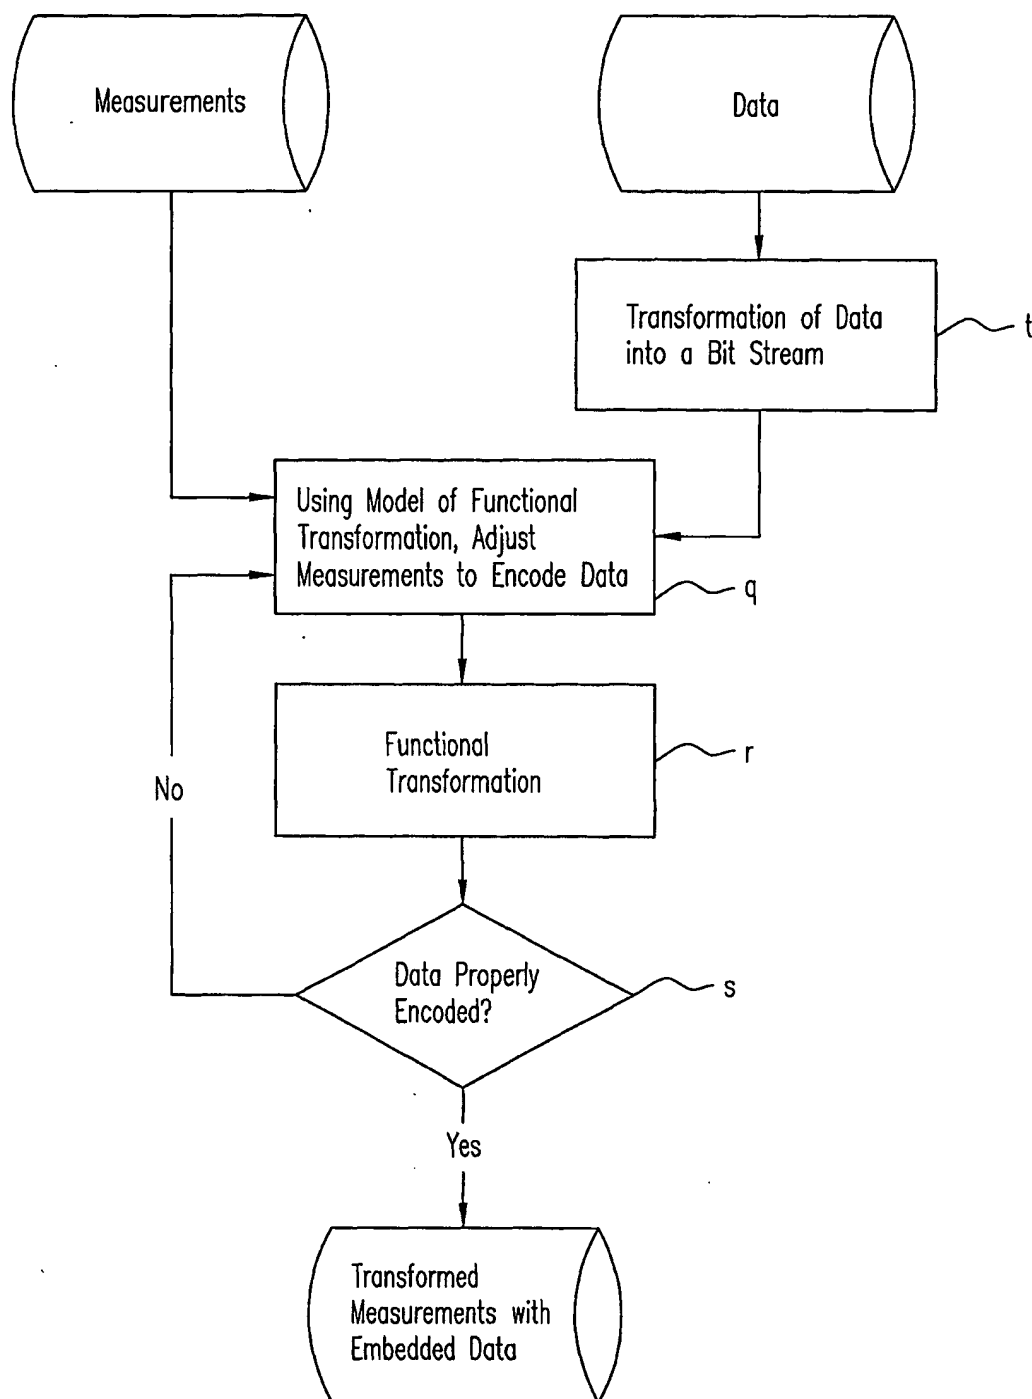 Measurements
Data
Transformation of Data
into a Bit Stream
t
Using Model of Functional
Transformation, Adjust
Measurements to Encode Data
q
Functional
Transformation
r
No
Data Properly
Encoded?
s
Yes
Transformed
Measurements with
Embedded Data